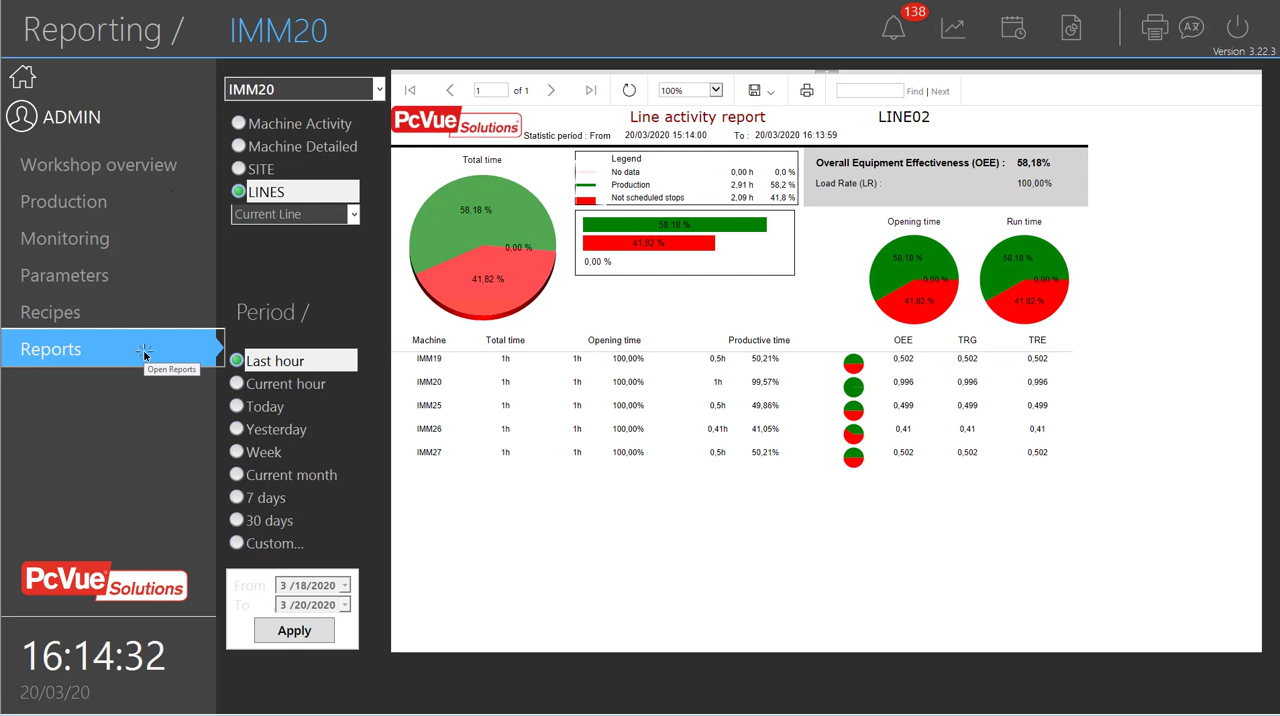 Reporting /
IMM20
138
Version 3.22.3
ADMIN
Workshop overview
Production
Monitoring
Parameters
Recipes
Reports
Open Reports
PcVue Solutions
16:14:32
20/03/20
IMM20
Machine Activity
Machine Detailed
SITE
LINES
Current Line
Period /
Last hour
Current hour
Today
Yesterday
Week
Current month
7 days
30 days
Custom...
From 3 /18/2020
To 3 /20/2020
Apply
1 of 1 100% Find | Next
PcVue Solutions
Line activity report LINE02
Statistic period : From 20/03/2020 15:14:00 To : 20/03/2020 16:13:59
Total time
58,18 %
0,00 %
41,82 %
Legend
No data 0,00 h 0,0 %
Production 2,91 h 58,2 %
Not scheduled stops 2,09 h 41,8 %
58,18 %
41,82 %
0,00 %
Overall Equipment Effectiveness (OEE) : 58,18%
Load Rate (LR) : 100,00%
Opening time Run time
58,18 % 58,18 %
0,00 % 0,00 %
41,82 % 41,82 %
Machine Total time Opening time Productive time OEE TRG TRE
IMM19 1h 1h 100,00% 0,5h 50,21% 0,502 0,502 0,502
IMM20 1h 1h 100,00% 1h 99,57% 0,996 0,996 0,996
IMM25 1h 1h 100,00% 0,5h 49,86% 0,499 0,499 0,499
IMM26 1h 1h 100,00% 0,41h 41,05% 0,41 0,41 0,41
IMM27 1h 1h 100,00% 0,5h 50,21% 0,502 0,502 0,502